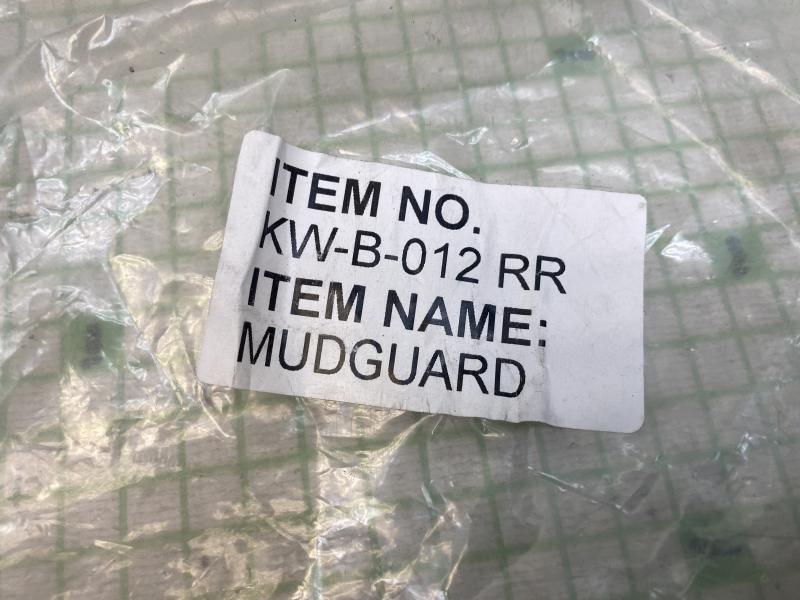 ITEM NO.
KW-B-012 RR
ITEM NAME:
MUDGUARD